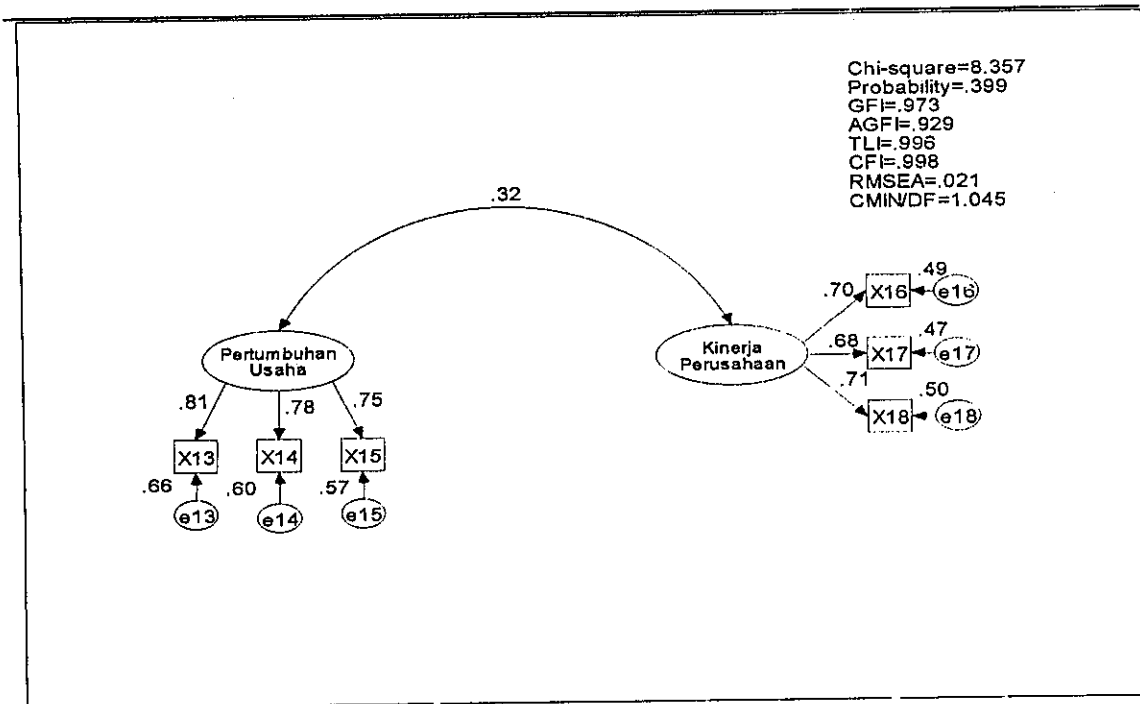 Chi-square=8.357
Probability=.399
GFI=.973
AGFI=.929
TLI=.996
CFI=.998
RMSEA=.021
CMIN/DF=1.045
.32
Pertumbuhan
Usaha
.81
.78
.75
X13
X14
X15
.66
.60
.57
e13
e14
e15
Kinerja
Perusahaan
.70
X16
.49
e16
.68
X17
.47
e17
.71
X18
.50
e18